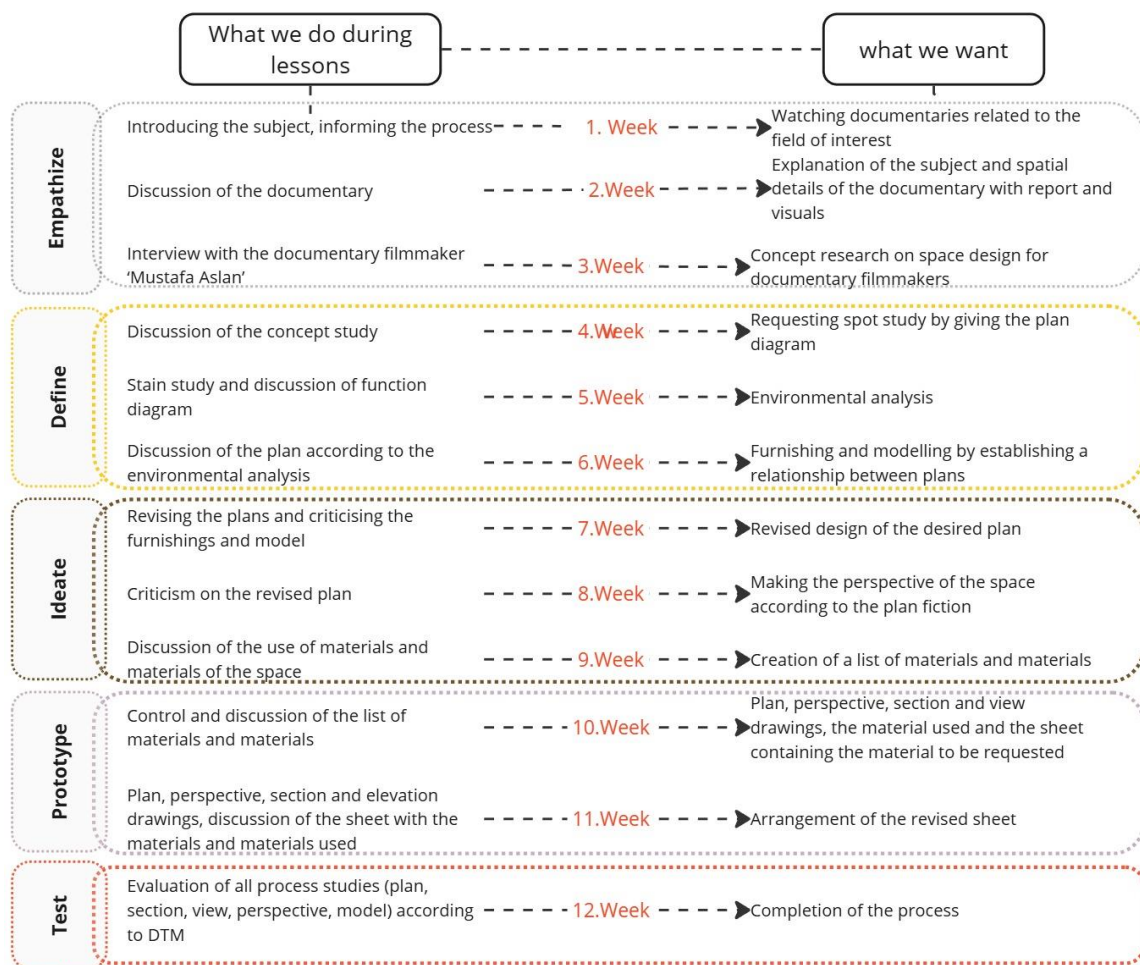 What we do during
lessons
what we want
Empathize
Introducing the subject, informing the process
1. Week
Watching documentaries related to the
field of interest
Discussion of the documentary
2.Week
Explanation of the subject and spatial
details of the documentary with report and
visuals
Interview with the documentary filmmaker
‘Mustafa Aslan’
3.Week
Concept research on space design for
documentary filmmakers
Define
Discussion of the concept study
4.Week
Requesting spot study by giving the plan
diagram
Stain study and discussion of function
diagram
5.Week
Environmental analysis
Discussion of the plan according to the
environmental analysis
6.Week
Furnishing and modelling by establishing a
relationship between plans
Ideate
Revising the plans and criticising the
furnishings and model
7.Week
Revised design of the desired plan
Criticism on the revised plan
8.Week
Making the perspective of the space
according to the plan fiction
Discussion of the use of materials and
materials of the space
9.Week
Creation of a list of materials and materials
Prototype
Control and discussion of the list of
materials and materials
10.Week
Plan, perspective, section and view
drawings, the material used and the sheet
containing the material to be requested
Plan, perspective, section and elevation
drawings, discussion of the sheet with the
materials and materials used
11.Week
Arrangement of the revised sheet
Test
Evaluation of all process studies (plan,
section, view, perspective, model) according
to DTM
12.Week
Completion of the process